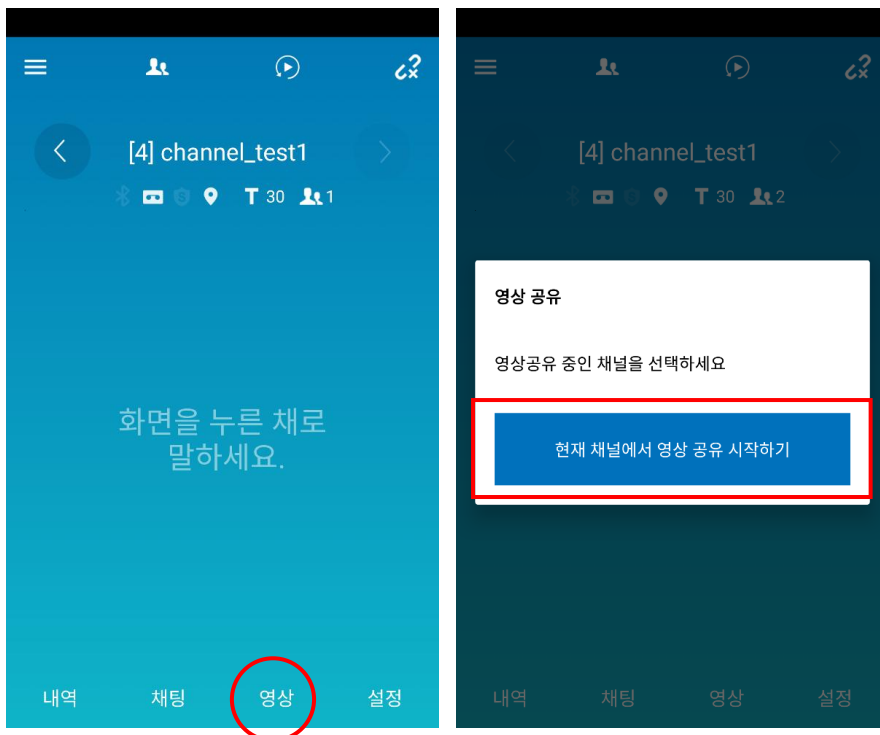 [4] channel_test1
T 30 1
화면을 누른 채로
말하세요.
내역 채팅 영상 설정
[4] channel_test1
T 30 2
영상 공유
영상공유 중인 채널을 선택하세요
현재 채널에서 영상 공유 시작하기
내역 채팅 영상 설정